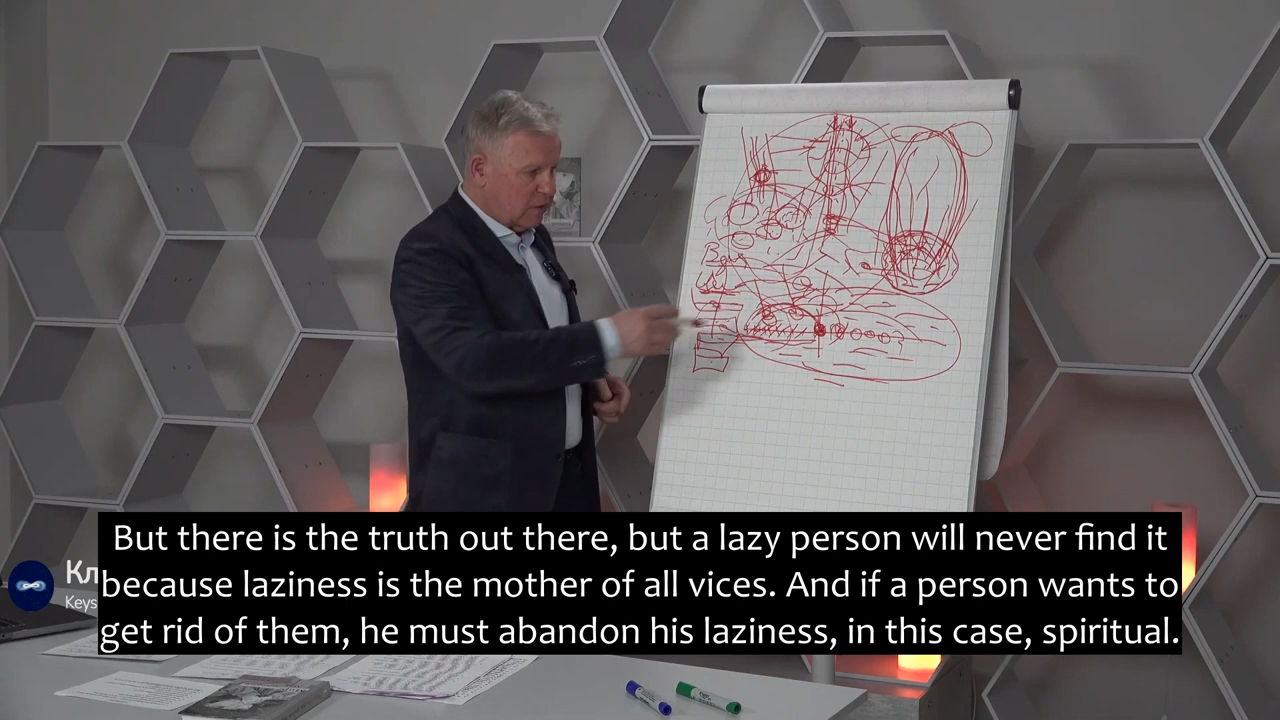 But there is the truth out there, but a lazy person will never find it
because laziness is the mother of all vices. And if a person wants to
get rid of them, he must abandon his laziness, in this case, spiritual.
Кл
Keys